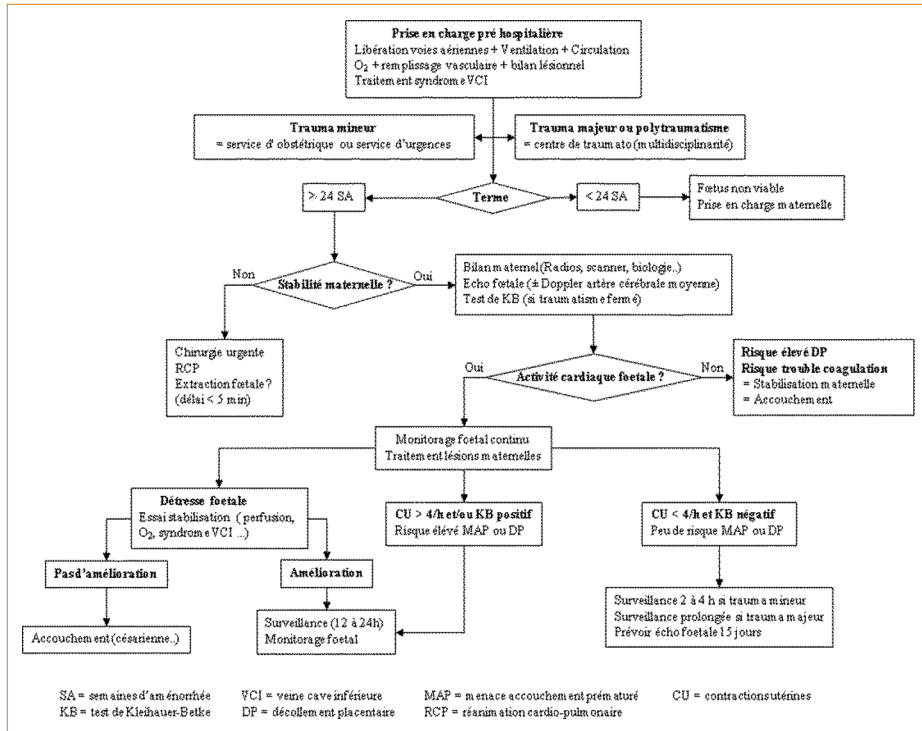 Prise en charge pré hospitalière
Libération voies aériennes + Ventilation + Circulation
O₂ + remplissage vasculaire + bilan lésionnel
Traitement syndrome VCI
Trauma mineur
= service d'obstétrique ou service d'urgences
Trauma majeur ou polytraumatisme
= centre de traumato (multidisciplinarité)
≥ 24 SA
Terme
< 24 SA
Fœtus non viable
Prise en charge maternelle
Non
Stabilité maternelle ?
Oui
Bilan maternel (Radios, scanner, biologie..)
Echo fœtale (± Doppler artère cérébrale moyenne)
Test de KB (si traumatisme fermé)
Chirurgie urgente
RCP
Extraction fœtale ?
(délai < 5 min)
Oui
Activité cardiaque foetale ?
Non
Risque élevé DP
Risque trouble coagulation
= Stabilisation maternelle
= Accouchement
Monitorage foetal continu
Traitement lésions maternelles
Détresse foetale
Essai stabilisation ( perfusion,
O₂, syndrome VCI ...)
CU > 4/h et/ou KB positif
Risque élévé MAP ou DP
CU < 4/h et KB négatif
Peu de risque MAP ou DP
Pas d'amélioration
Amélioration
Accouchement (césarienne..)
Surveillance (12 à 24h)
Monitorage foetal
Surveillance 2 à 4 h si trauma mineur
Surveillance prolongée si trauma majeur
Prévoir écho foetale 15 jours
SA = semaines d'aménorrhée VCI = veine cave inférieure MAP = menace accouchement prématuré CU = contractions utérines
KB = test de Kleihauer-Betke DP = décollement placentaire RCP = réanimation cardio-pulmonaire